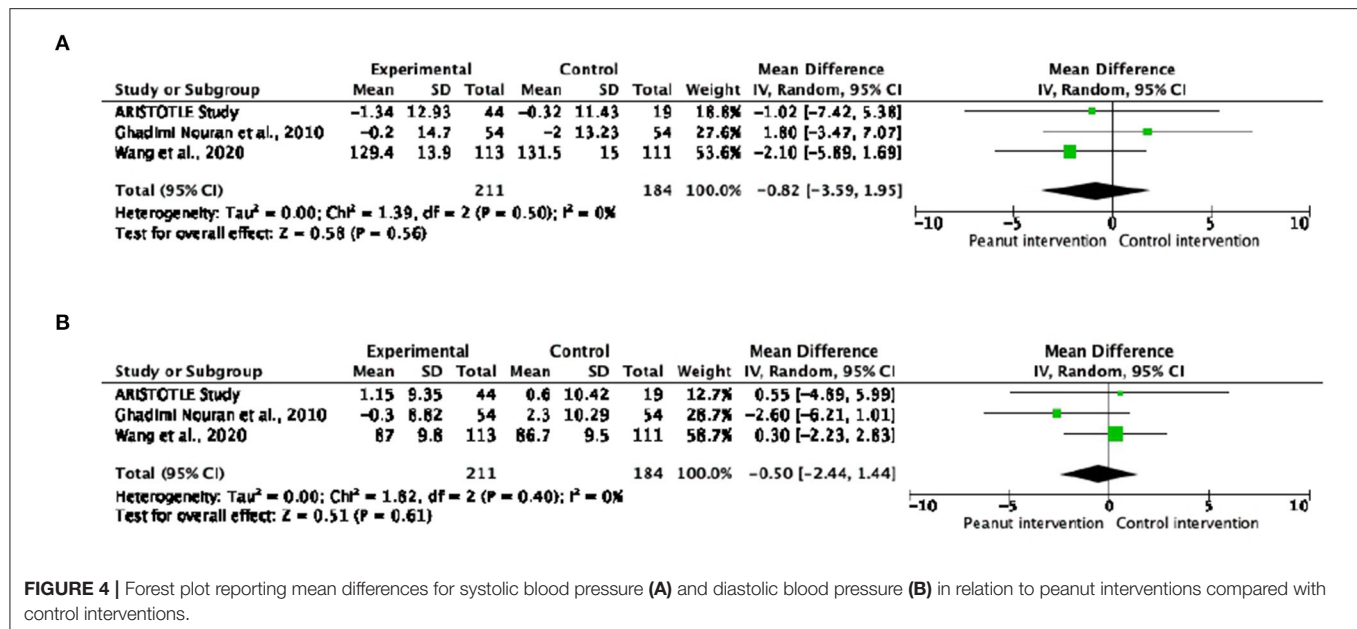 A
Experimental Control Mean Difference Mean Difference
Study or Subgroup Mean SD Total Mean SD Total Weight IV, Random, 95% CI IV, Random, 95% CI
ARISTOTLE Study −1.34 12.93 44 −0.32 11.43 19 18.8% −1.02 [−7.42, 5.38]
Ghadimi Nouran et al., 2010 −0.2 14.7 54 −2 13.23 54 27.6% 1.80 [−3.47, 7.07]
Wang et al., 2020 129.4 13.9 113 131.5 15 111 53.6% −2.10 [−5.89, 1.69]
Total (95% CI) 211 184 100.0% −0.82 [−3.59, 1.95]
Heterogeneity: Tau² = 0.00; Chi² = 1.39, df = 2 (P = 0.50); I² = 0%
Test for overall effect: Z = 0.58 (P = 0.56)
−10 −5 0 5 10
Peanut intervention Control intervention
B
Experimental Control Mean Difference Mean Difference
Study or Subgroup Mean SD Total Mean SD Total Weight IV, Random, 95% CI IV, Random, 95% CI
ARISTOTLE Study 1.15 9.35 44 0.6 10.42 19 12.7% 0.55 [−4.89, 5.99]
Ghadimi Nouran et al., 2010 −0.3 8.82 54 2.3 10.29 54 28.7% −2.60 [−6.21, 1.01]
Wang et al., 2020 87 9.8 113 86.7 9.5 111 58.7% 0.30 [−2.23, 2.83]
Total (95% CI) 211 184 100.0% −0.50 [−2.44, 1.44]
Heterogeneity: Tau² = 0.00; Chi² = 1.82, df = 2 (P = 0.40); I² = 0%
Test for overall effect: Z = 0.51 (P = 0.61)
−10 −5 0 5 10
Peanut intervention Control intervention
FIGURE 4 | Forest plot reporting mean differences for systolic blood pressure (A) and diastolic blood pressure (B) in relation to peanut interventions compared with
control interventions.